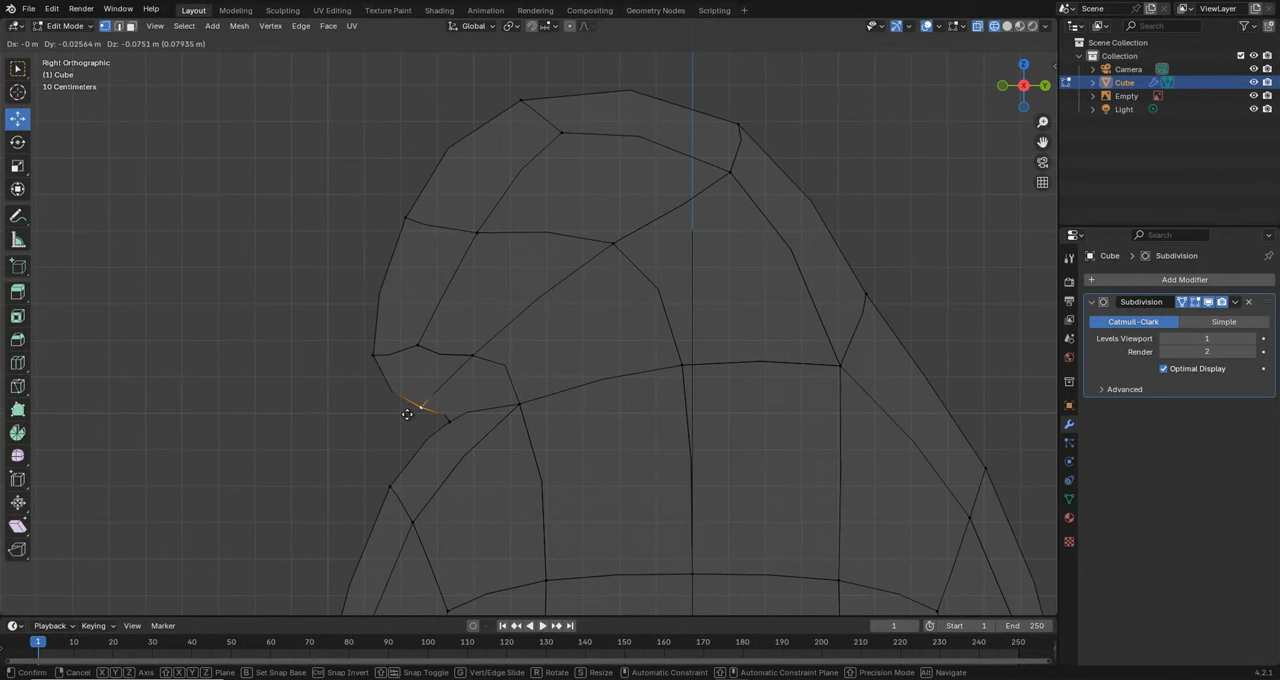 File Edit Render Window Help
Layout Modeling Sculpting UV Editing Texture Paint Shading Animation Rendering Compositing Geometry Nodes Scripting
Scene ViewLayer
Edit Mode View Select Add Mesh Vertex Edge Face UV Global
Search
Dx: -0 m Dy: -0.02564 m Dz: -0.0751 m (0.07935 m)
Right Orthographic
(1) Cube
10 Centimeters
Z
X
Y
Scene Collection
Collection
Camera
Cube
Empty
Light
Search
Cube > Subdivision
Add Modifier
Subdivision
Catmull-Clark Simple
Levels Viewport 1
Render 2
Optimal Display
Advanced
Playback Keying View Marker
1 Start 1 End 250
1 10 20 30 40 50 60 70 80 90 100 110 120 130 140 150 160 170 180 190 200 210 220 230 240 250
Confirm Cancel X Y Z Axis X Y Z Plane B Set Snap Base Ctrl Snap Invert Snap Toggle G Vert/Edge Slide R Rotate S Resize Automatic Constraint Automatic Constraint Plane Precision Mode Alt Navigate 4.2.1